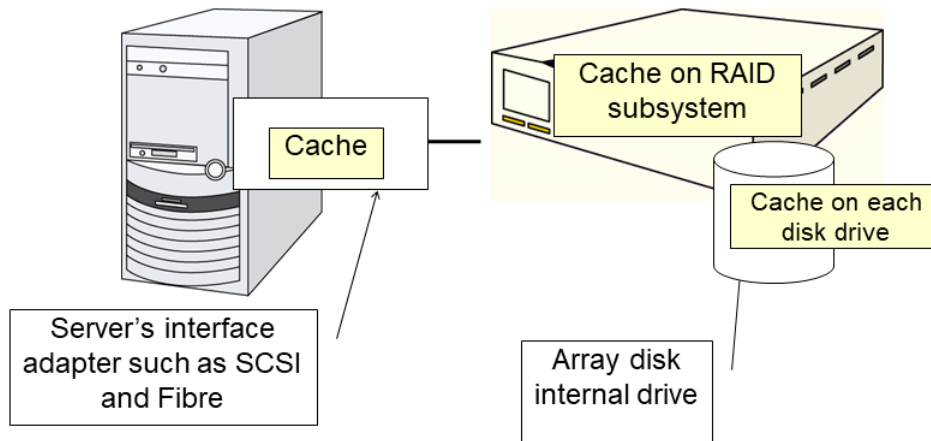 Cache on RAID
subsystem
Cache
Cache on each
disk drive
Server’s interface
adapter such as SCSI
and Fibre
Array disk
internal drive